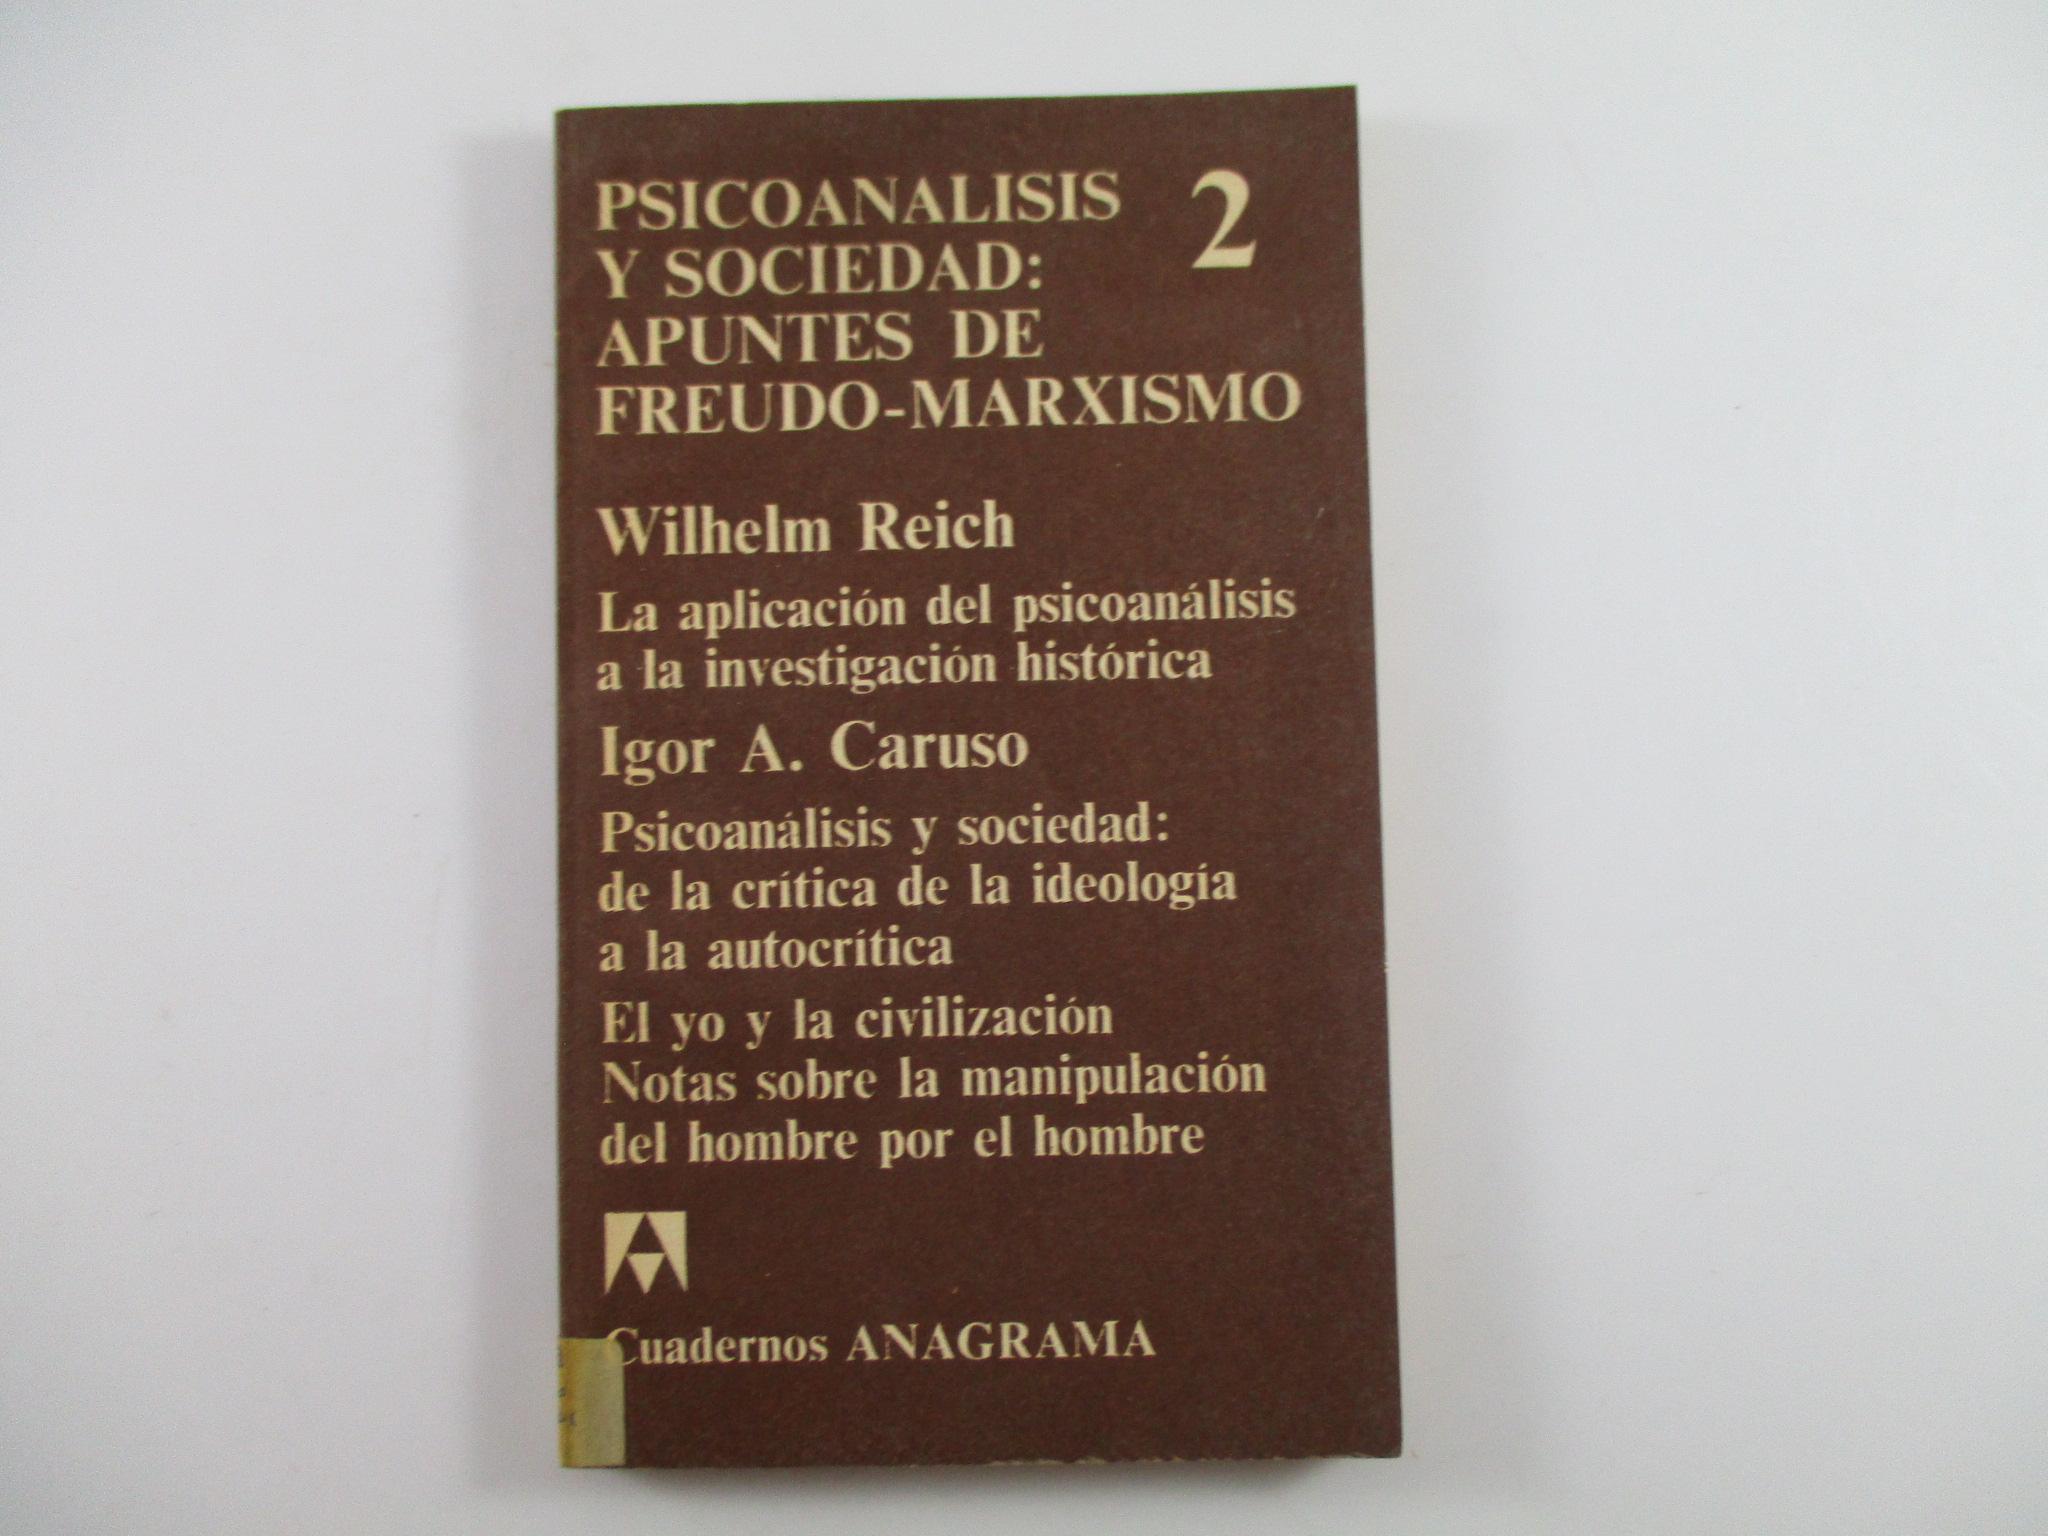 PSICOANALISIS 2
Y SOCIEDAD:
APUNTES DE
FREUDO-MARXISMO
Wilhelm Reich
La aplicación del psicoanálisis
a la investigación histórica
Igor A. Caruso
Psicoanálisis y sociedad:
de la crítica de la ideología
a la autocrítica
El yo y la civilización
Notas sobre la manipulación
del hombre por el hombre
Cuadernos ANAGRAMA